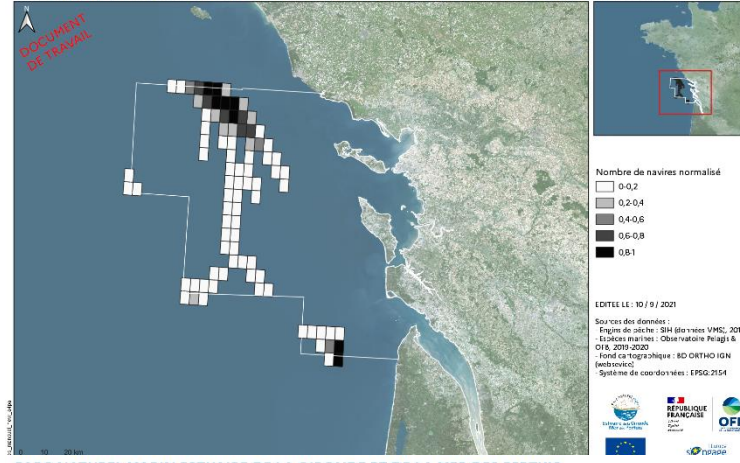 N
DOCUMENT
DE TRAVAIL
0 10 20 km
Nombre de navires normalisé
0-0,2
0,2-0,4
0,4-0,6
0,6-0,8
0,8-1
EDITEE LE : 10 / 9 / 2021
Sources des données :
- Engins de pêche : SIH (données VMS), 201
- Espèces marines : Observatoire Pelagis &
OFB, 2019-2020
- Fond cartographique : BD ORTHO IGN
(webservice)
- Système de coordonnées : EPSG:2154
RÉPUBLIQUE
FRANÇAISE
OFB